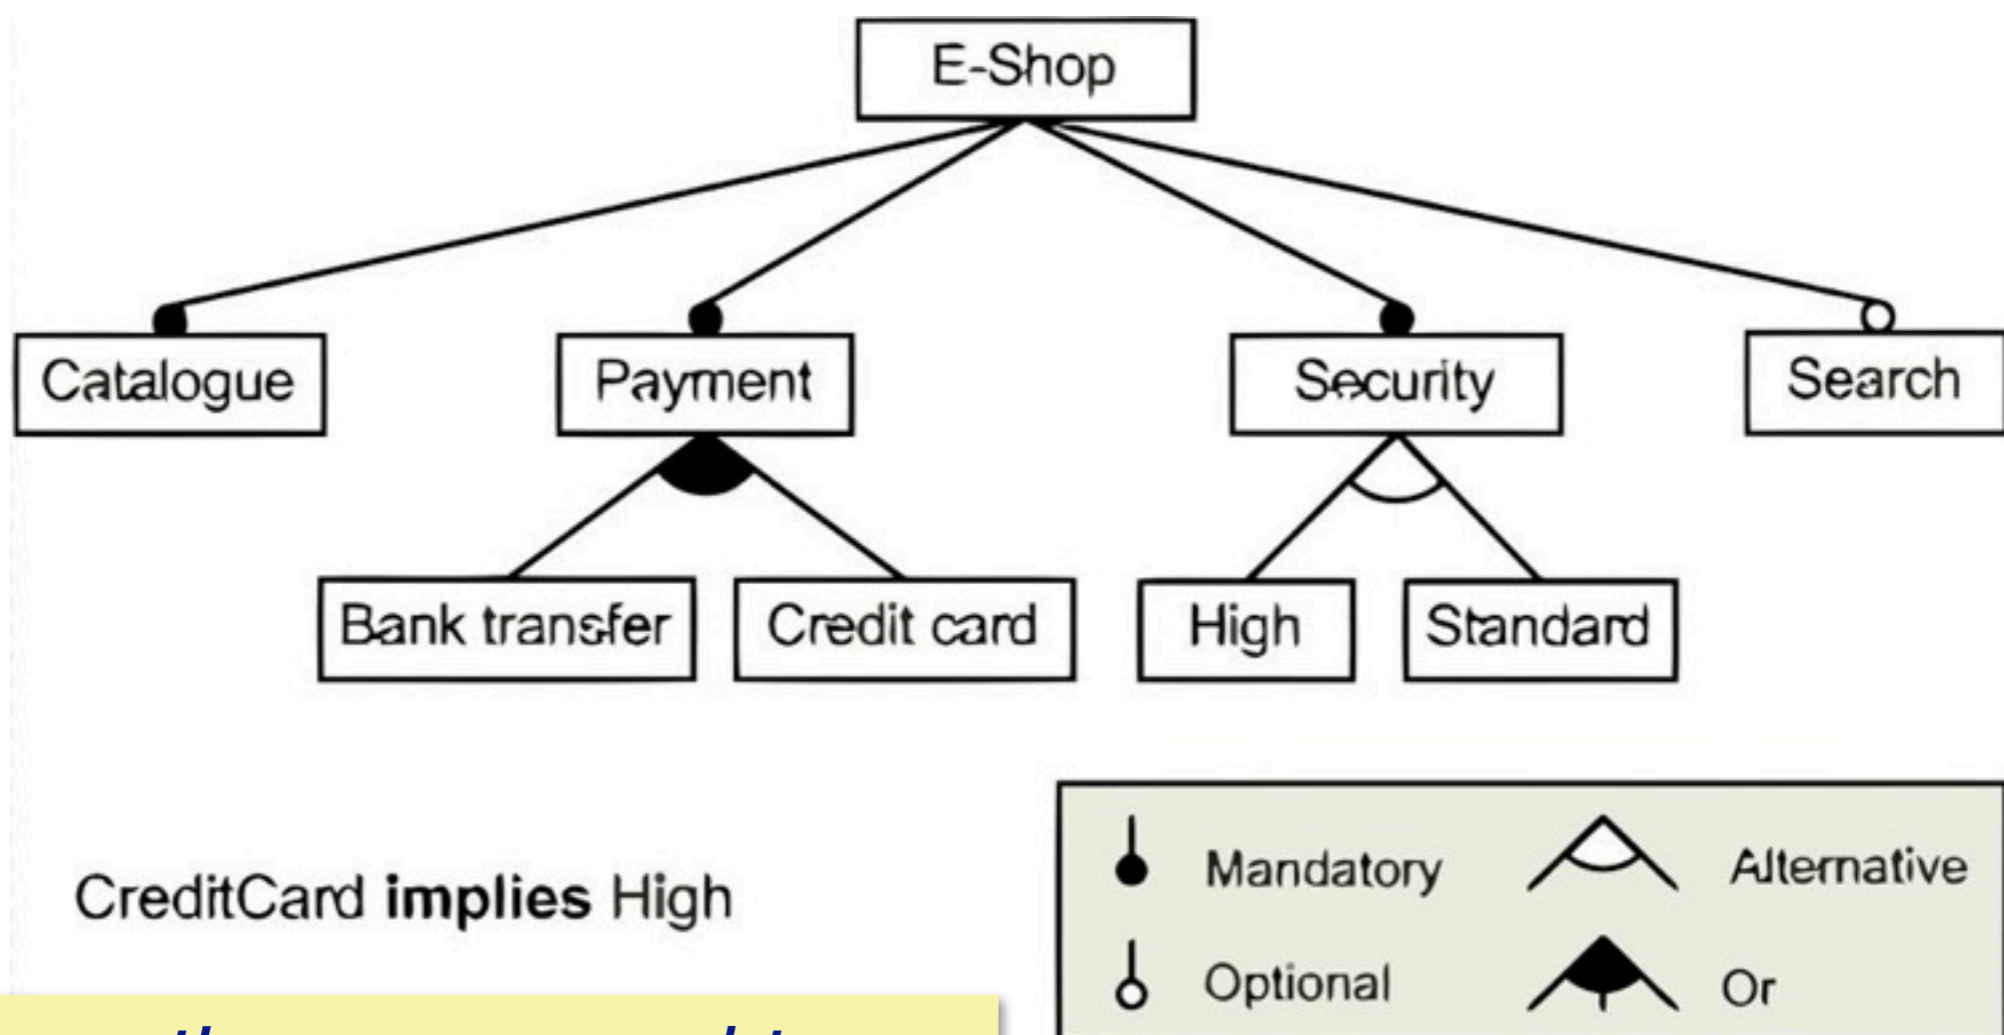 E-Shop
Catalogue
Payment
Security
Search
Bank transfer
Credit card
High
Standard
CreditCard implies High
Mandatory
Alternative
Optional
Or